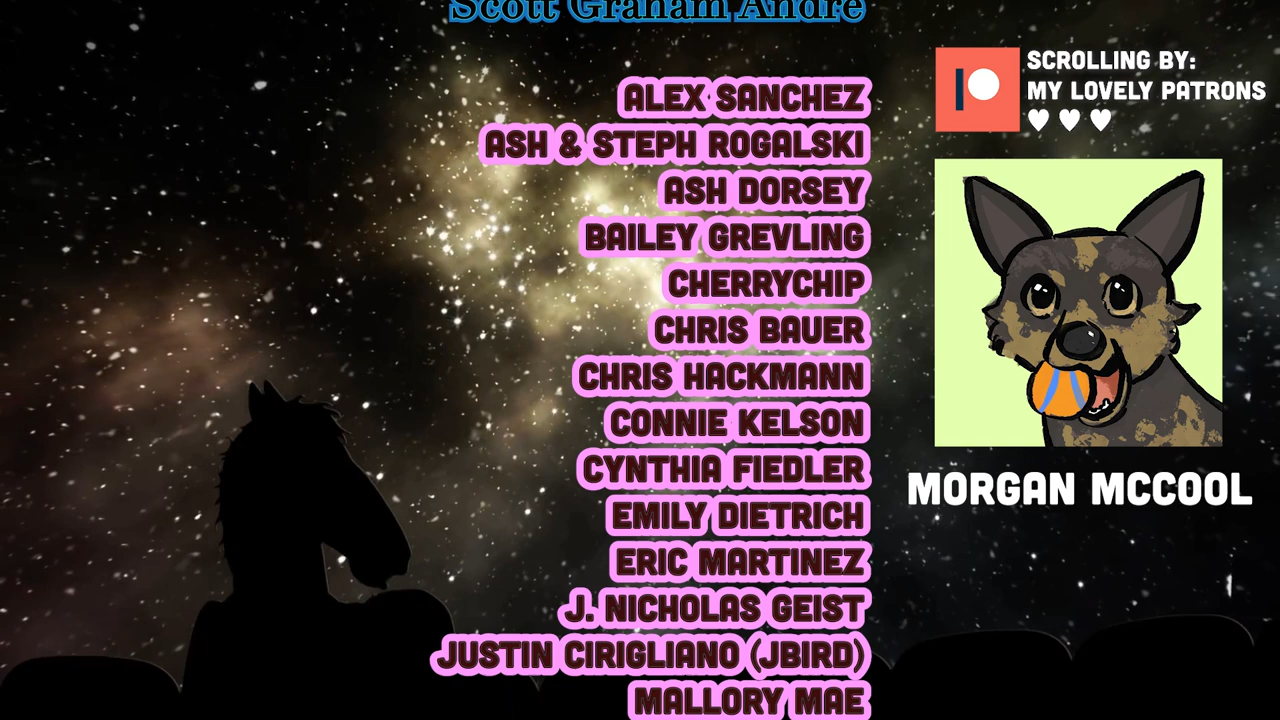 Scott Graham Andre
ALEX SANCHEZ
ASH & STEPH ROGALSKI
ASH DORSEY
BAILEY GREVLING
CHERRYCHIP
CHRIS BAUER
CHRIS HACKMANN
CONNIE KELSON
CYNTHIA FIEDLER
EMILY DIETRICH
ERIC MARTINEZ
J. NICHOLAS GEIST
JUSTIN CIRIGLIANO (JBIRD)
MALLORY MAE
SCROLLING BY:
MY LOVELY PATRONS
♥ ♥ ♥
MORGAN MCCOOL